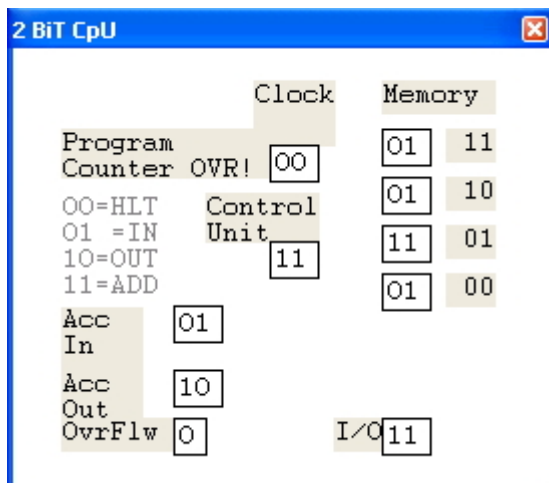 2 BiT CpU
Clock
Memory
Program
Counter OVR! 00
01 11
01 10
11 01
01 00
00=HLT
01 =IN
10=OUT
11=ADD
Control
Unit
11
Acc
In
01
Acc
Out
10
OvrFlw 0
I/O 11